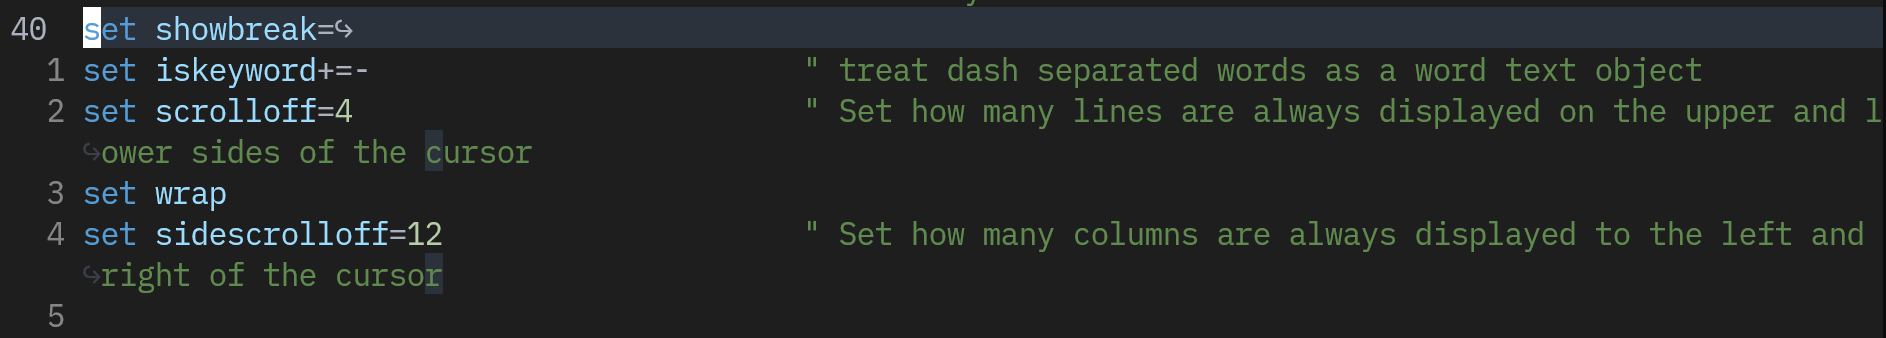 40 set showbreak=↪
1 set iskeyword+=- " treat dash separated words as a word text object
2 set scrolloff=4 " Set how many lines are always displayed on the upper and l
↪ower sides of the cursor
3 set wrap
4 set sidescrolloff=12 " Set how many columns are always displayed to the left and
↪right of the cursor
5